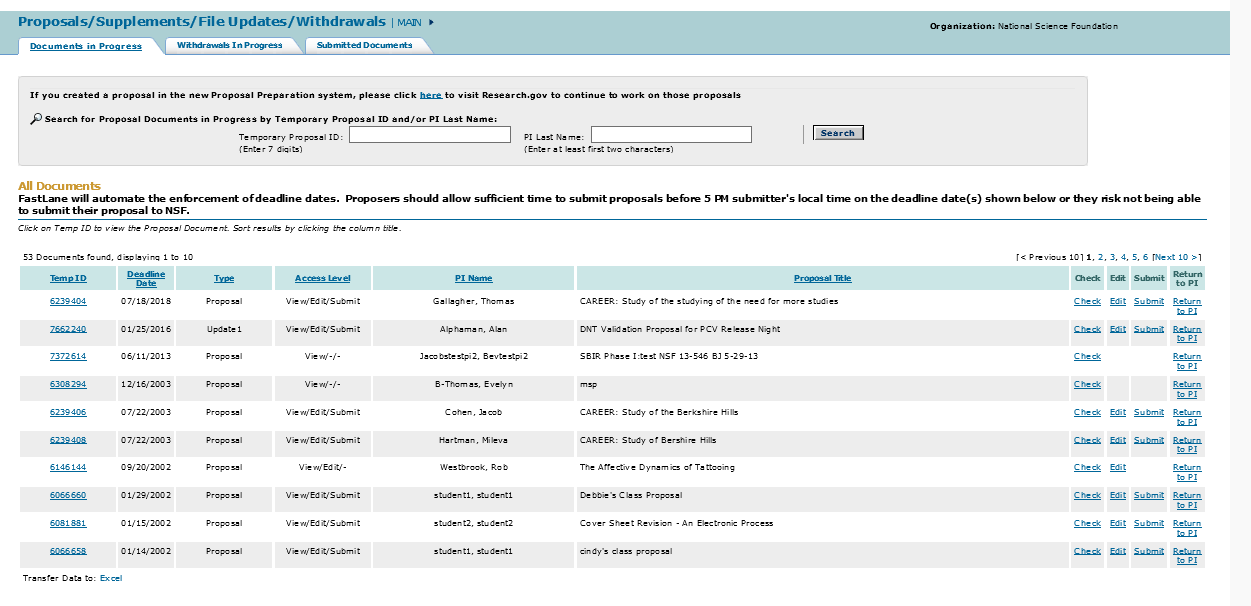 Proposals/Supplements/File Updates/Withdrawals | MAIN ▸
Organization: National Science Foundation
Documents in Progress Withdrawals In Progress Submitted Documents
If you created a proposal in the new Proposal Preparation system, please click here to visit Research.gov to continue to work on those proposals
Search for Proposal Documents in Progress by Temporary Proposal ID and/or PI Last Name:
Temporary Proposal ID: PI Last Name: Search
(Enter 7 digits) (Enter at least first two characters)
All Documents
FastLane will automate the enforcement of deadline dates. Proposers should allow sufficient time to submit proposals before 5 PM submitter's local time on the deadline date(s) shown below or they risk not being able
to submit their proposal to NSF.
Click on Temp ID to view the Proposal Document. Sort results by clicking the column title.
53 Documents found, displaying 1 to 10 [< Previous 10] 1, 2, 3, 4, 5, 6 [Next 10 >]
Temp ID Deadline Date Type Access Level PI Name Proposal Title Check Edit Submit Return to PI
6239404 07/18/2018 Proposal View/Edit/Submit Gallagher, Thomas CAREER: Study of the studying of the need for more studies Check Edit Submit Return to PI
7662240 01/25/2016 Update1 View/Edit/Submit Alphaman, Alan DNT Validation Proposal for PCV Release Night Check Edit Submit Return to PI
7372614 06/11/2013 Proposal View/-/- Jacobstestpi2, Bevtestpi2 SBIR Phase I:test NSF 13-546 BJ 5-29-13 Check Return to PI
6308294 12/16/2003 Proposal View/-/- B-Thomas, Evelyn msp Check Return to PI
6239406 07/22/2003 Proposal View/Edit/Submit Cohen, Jacob CAREER: Study of the Berkshire Hills Check Edit Submit Return to PI
6239408 07/22/2003 Proposal View/Edit/Submit Hartman, Mileva CAREER: Study of Bershire Hills Check Edit Submit Return to PI
6146144 09/20/2002 Proposal View/Edit/- Westbrook, Rob The Affective Dynamics of Tattooing Check Edit Return to PI
6066660 01/29/2002 Proposal View/Edit/Submit student1, student1 Debbie's Class Proposal Check Edit Submit Return to PI
6081881 01/15/2002 Proposal View/Edit/Submit student2, student2 Cover Sheet Revision - An Electronic Process Check Edit Submit Return to PI
6066658 01/14/2002 Proposal View/Edit/Submit student1, student1 cindy's class proposal Check Edit Submit Return to PI
Transfer Data to: Excel